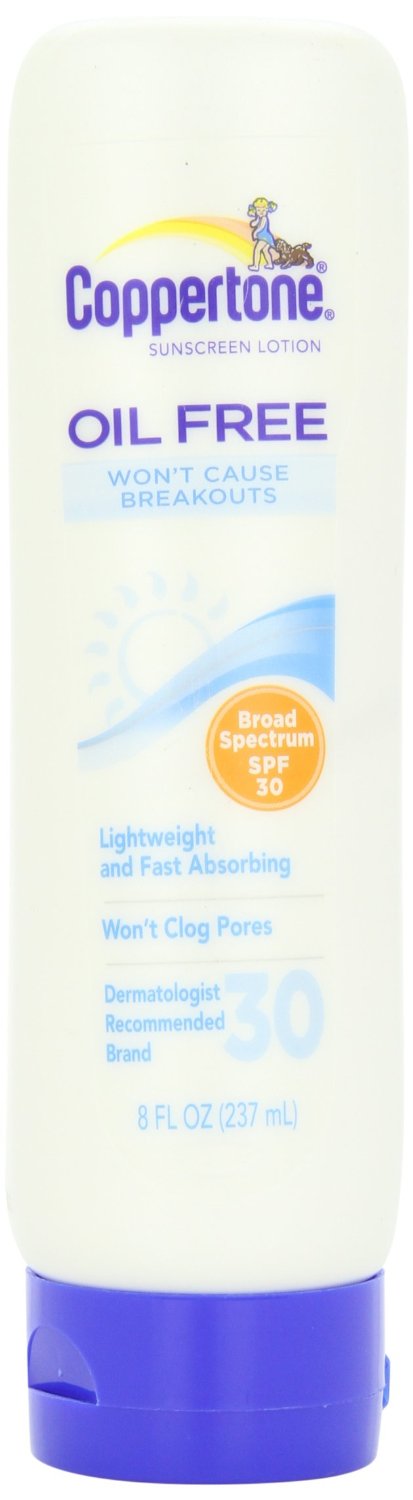 Coppertone®
SUNSCREEN LOTION
OIL FREE
WON'T CAUSE
BREAKOUTS
Broad
Spectrum
SPF
30
Lightweight
and Fast Absorbing
Won't Clog Pores
Dermatologist
Recommended
Brand
30
8 FL OZ (237 mL)